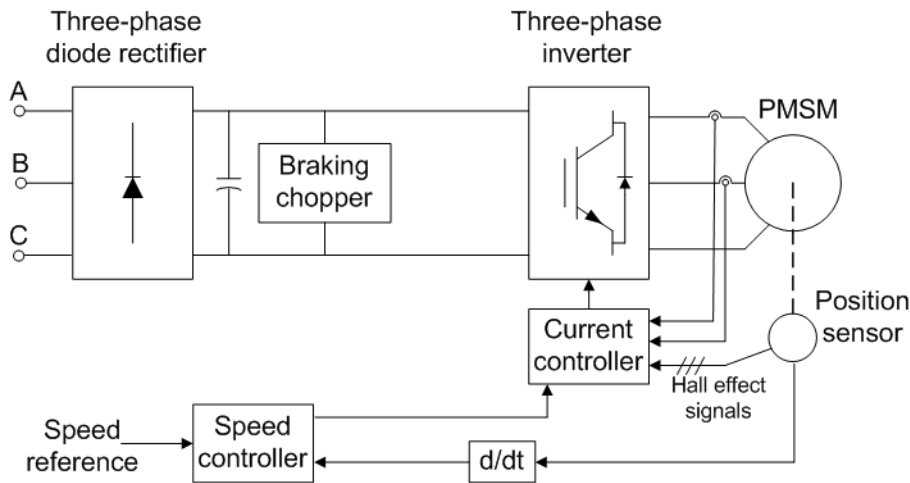 Three-phase
diode rectifier
Three-phase
inverter
A
B
C
PMSM
Braking
chopper
Position
sensor
Current
controller
Hall effect
signals
Speed
reference
Speed
controller
d/dt